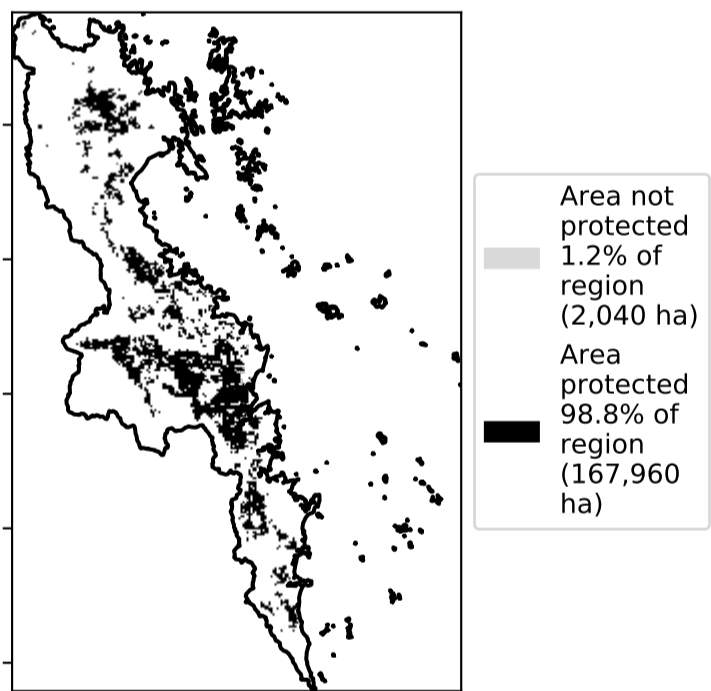 Area not
protected
1.2% of
region
(2,040 ha)
Area
protected
98.8% of
region
(167,960
ha)